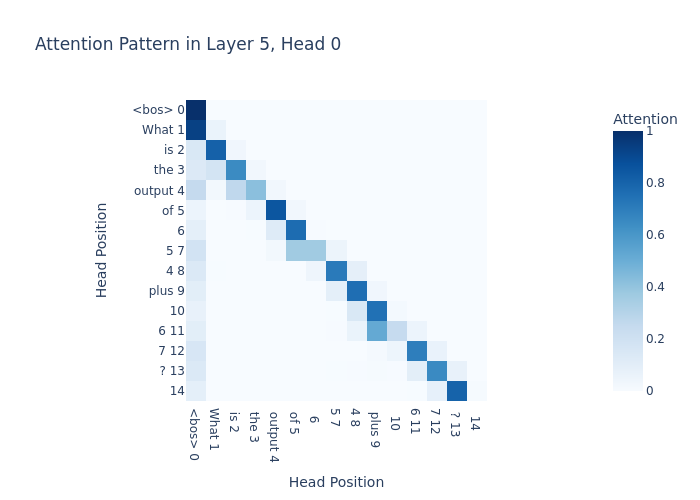 Attention Pattern in Layer 5, Head 0
Attention
<bos> 0
What 1
is 2
the 3
output 4
of 5
6
5 7
4 8
plus 9
10
6 11
7 12
? 13
14
Head Position
1
0.8
0.6
0.4
0.2
0
<bos> 0
What 1
is 2
the 3
output 4
of 5
6
5 7
4 8
plus 9
10
6 11
7 12
? 13
14
Head Position